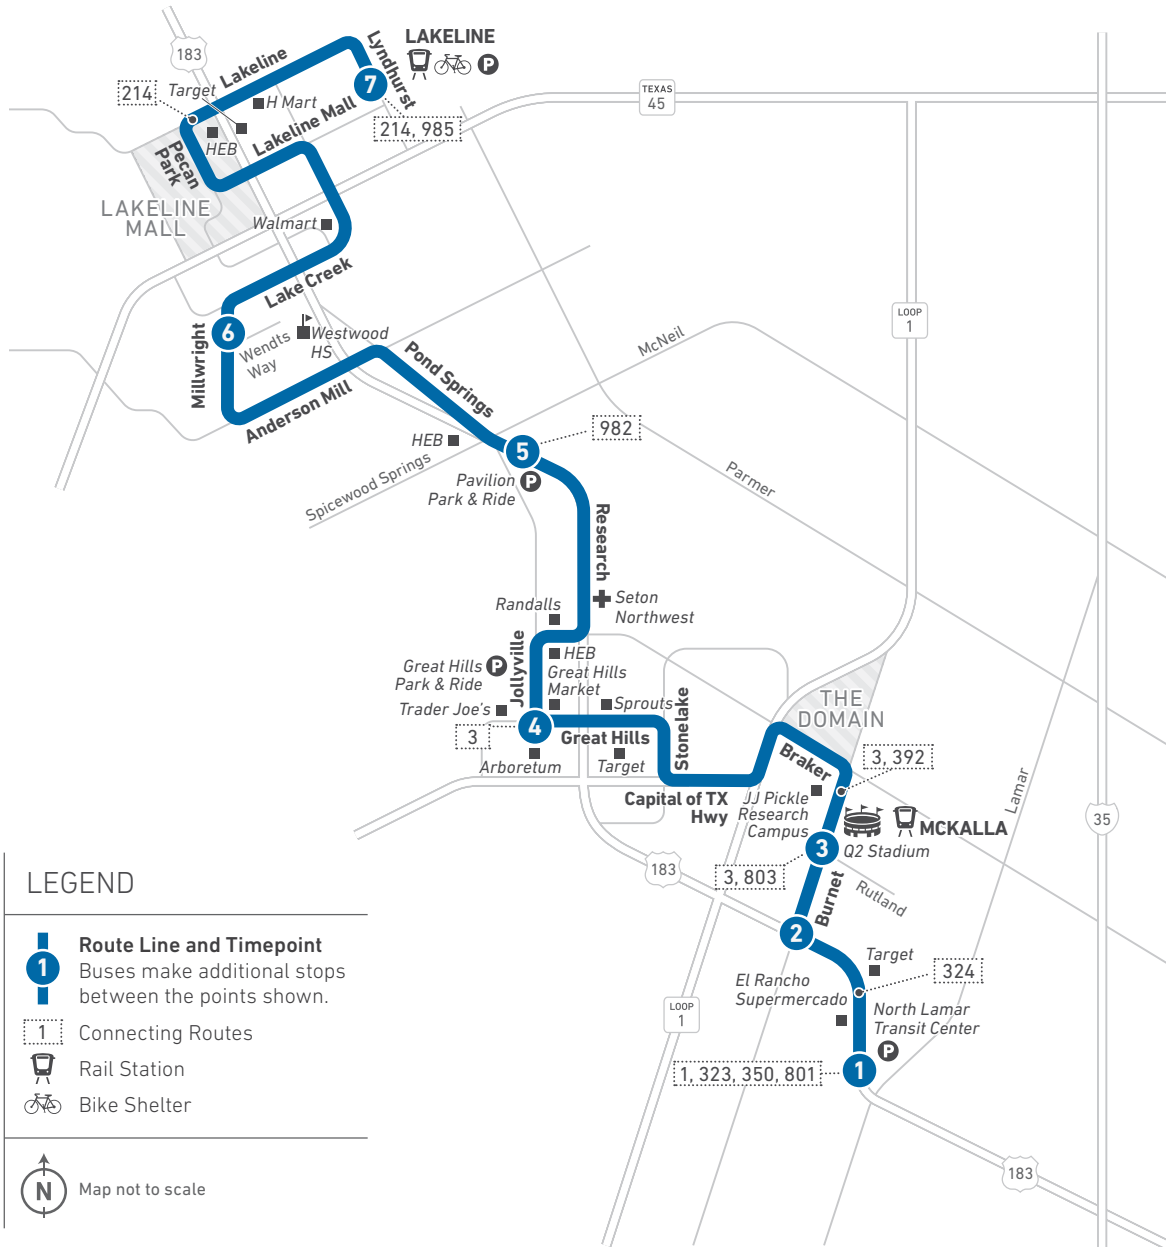 LAKELINE
Lyndhurst
183
Lakeline
214
Target
H Mart
Lakeline Mall
214, 985
HEB
Pecan
Park
TEXAS
45
LAKELINE
MALL
Walmart
Lake Creek
7
P
6
Millwright
Wendts
Way
Westwood
HS
Anderson Mill
Pond Springs
McNeil
LOOP
1
982
HEB
5
Spicewood Springs
Pavilion
Park & Ride
P
Parmer
Research
Seton
Northwest
Randalls
HEB
Great Hills
Park & Ride
P
Jollyville
Great Hills
Market
Sprouts
Trader Joe's
3
4
Great Hills
Stonelake
Arboretum
Target
THE
DOMAIN
Braker
3, 392
Capital of TX
Hwy
JJ Pickle
Research
Campus
MCKALLA
Lamar
35
3
Q2 Stadium
183
3, 803
Rutland
Burnet
2
Target
324
El Rancho
Supermercado
North Lamar
Transit Center
P
LOOP
1
1, 323, 350, 801
1
183
LEGEND
1
Route Line and Timepoint
Buses make additional stops
between the points shown.
1
Connecting Routes
Rail Station
Bike Shelter
N
Map not to scale